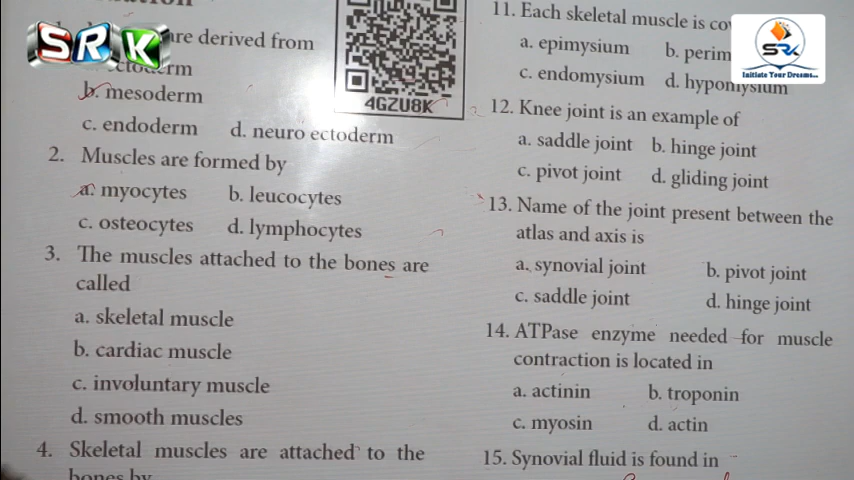 SRK
are derived from
b. mesoderm
c. endoderm d. neuro ectoderm
2. Muscles are formed by
a. myocytes b. leucocytes
c. osteocytes d. lymphocytes
3. The muscles attached to the bones are
called
a. skeletal muscle
b. cardiac muscle
c. involuntary muscle
d. smooth muscles
4. Skeletal muscles are attached to the
bones by
4GZU8K
11. Each skeletal muscle is
a. epimysium b.
c. endomysium d. hypomysium
12. Knee joint is an example of
a. saddle joint b. hinge joint
c. pivot joint d. gliding joint
13. Name of the joint present between the
atlas and axis is
a. synovial joint b. pivot joint
c. saddle joint d. hinge joint
14. ATPase enzyme needed for muscle
contraction is located in
a. actinin b. troponin
c. myosin d. actin
15. Synovial fluid is found in
SRK
Initiate Your Dreams...